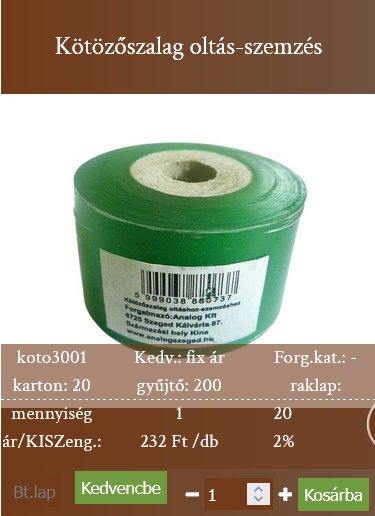 Kötözőszalag oltás-szemzés
5 999038 866737
Kötözőszalag oltáshoz-szemzéshez
Forgalmazó:Analog Kft
6725 Szeged Kálvária 87.
Származási hely Kína
www.analogszeged.hu
koto3001 Kedv.: fix ár Forg.kat.: -
karton: 20 gyűjtő: 200 raklap:
mennyiség 1 20
ár/KISZeng.: 232 Ft /db 2%
Bt.lap Kedvencbe 1 Kosárba